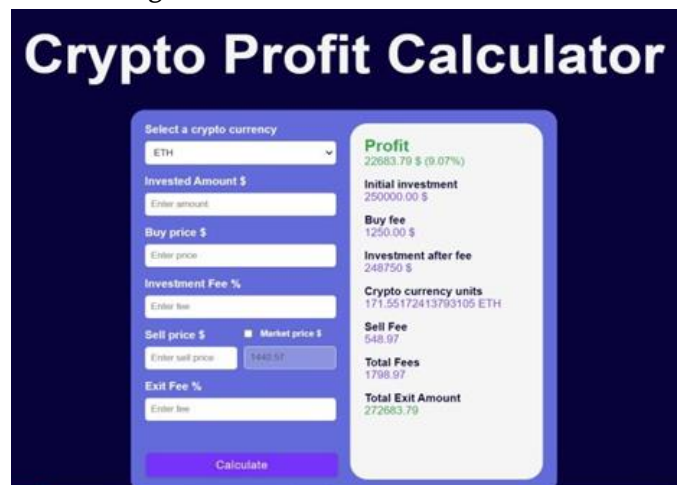 Crypto Profit Calculator
Select a crypto currency
ETH
Invested Amount $
Enter amount
Buy price $
Enter price
Investment Fee %
Enter fee
Sell price $
Market price $
Enter sell price
Exit Fee %
Enter fee
Calculate
Profit
22683.79 $ (9.07%)
Initial investment
250000.00 $
Buy fee
1250.00 $
Investment after fee
248750 $
Crypto currency units
171.55172413793105 ETH
Sell Fee
548.97
Total Fees
1798.97
Total Exit Amount
272683.79